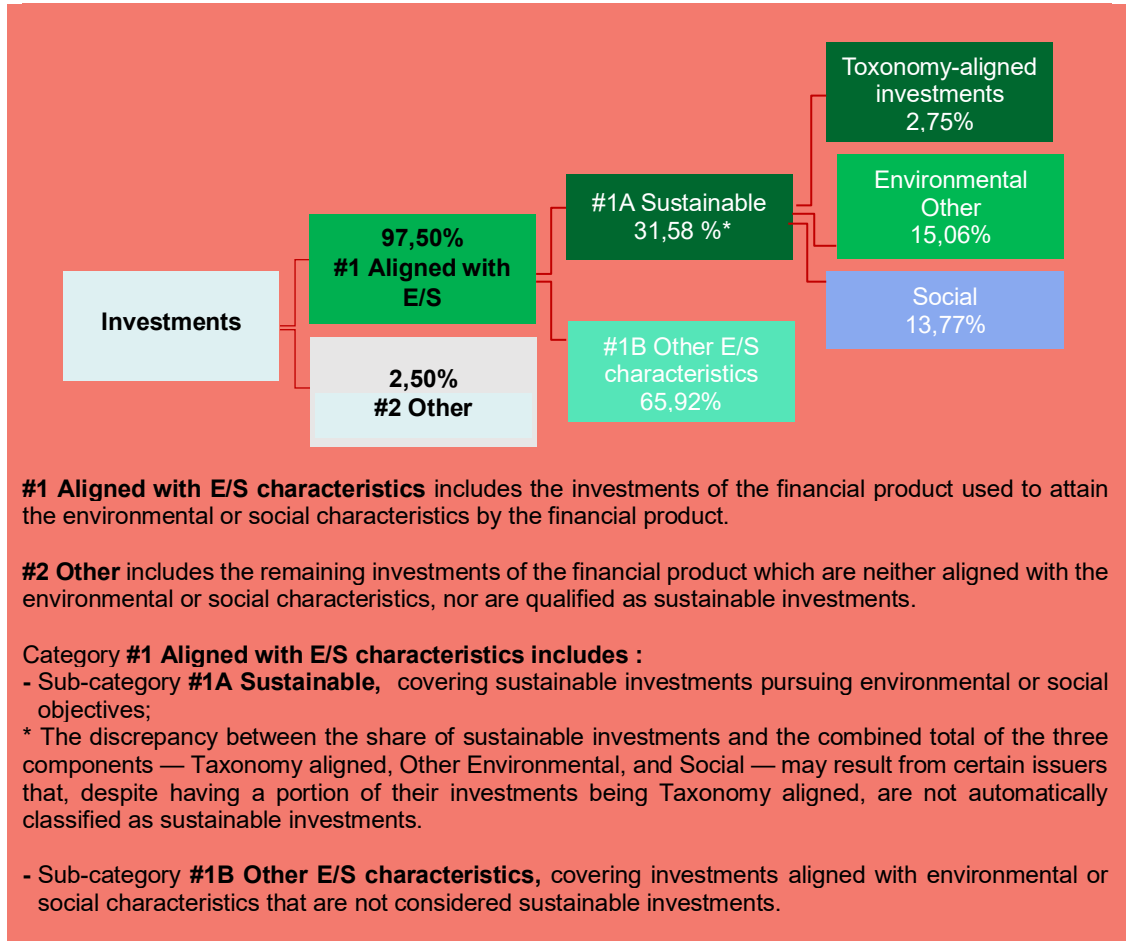 Toxonomy-aligned
investments
2,75%
Environmental
Other
15,06%
#1A Sustainable
31,58 %*
97,50%
#1 Aligned with
E/S
Social
13,77%
Investments
#1B Other E/S
characteristics
65,92%
2,50%
#2 Other
#1 Aligned with E/S characteristics includes the investments of the financial product used to attain
the environmental or social characteristics by the financial product.
#2 Other includes the remaining investments of the financial product which are neither aligned with the
environmental or social characteristics, nor are qualified as sustainable investments.
Category #1 Aligned with E/S characteristics includes :
- Sub-category #1A Sustainable, covering sustainable investments pursuing environmental or social
objectives;
* The discrepancy between the share of sustainable investments and the combined total of the three
components — Taxonomy aligned, Other Environmental, and Social — may result from certain issuers
that, despite having a portion of their investments being Taxonomy aligned, are not automatically
classified as sustainable investments.
- Sub-category #1B Other E/S characteristics, covering investments aligned with environmental or
social characteristics that are not considered sustainable investments.